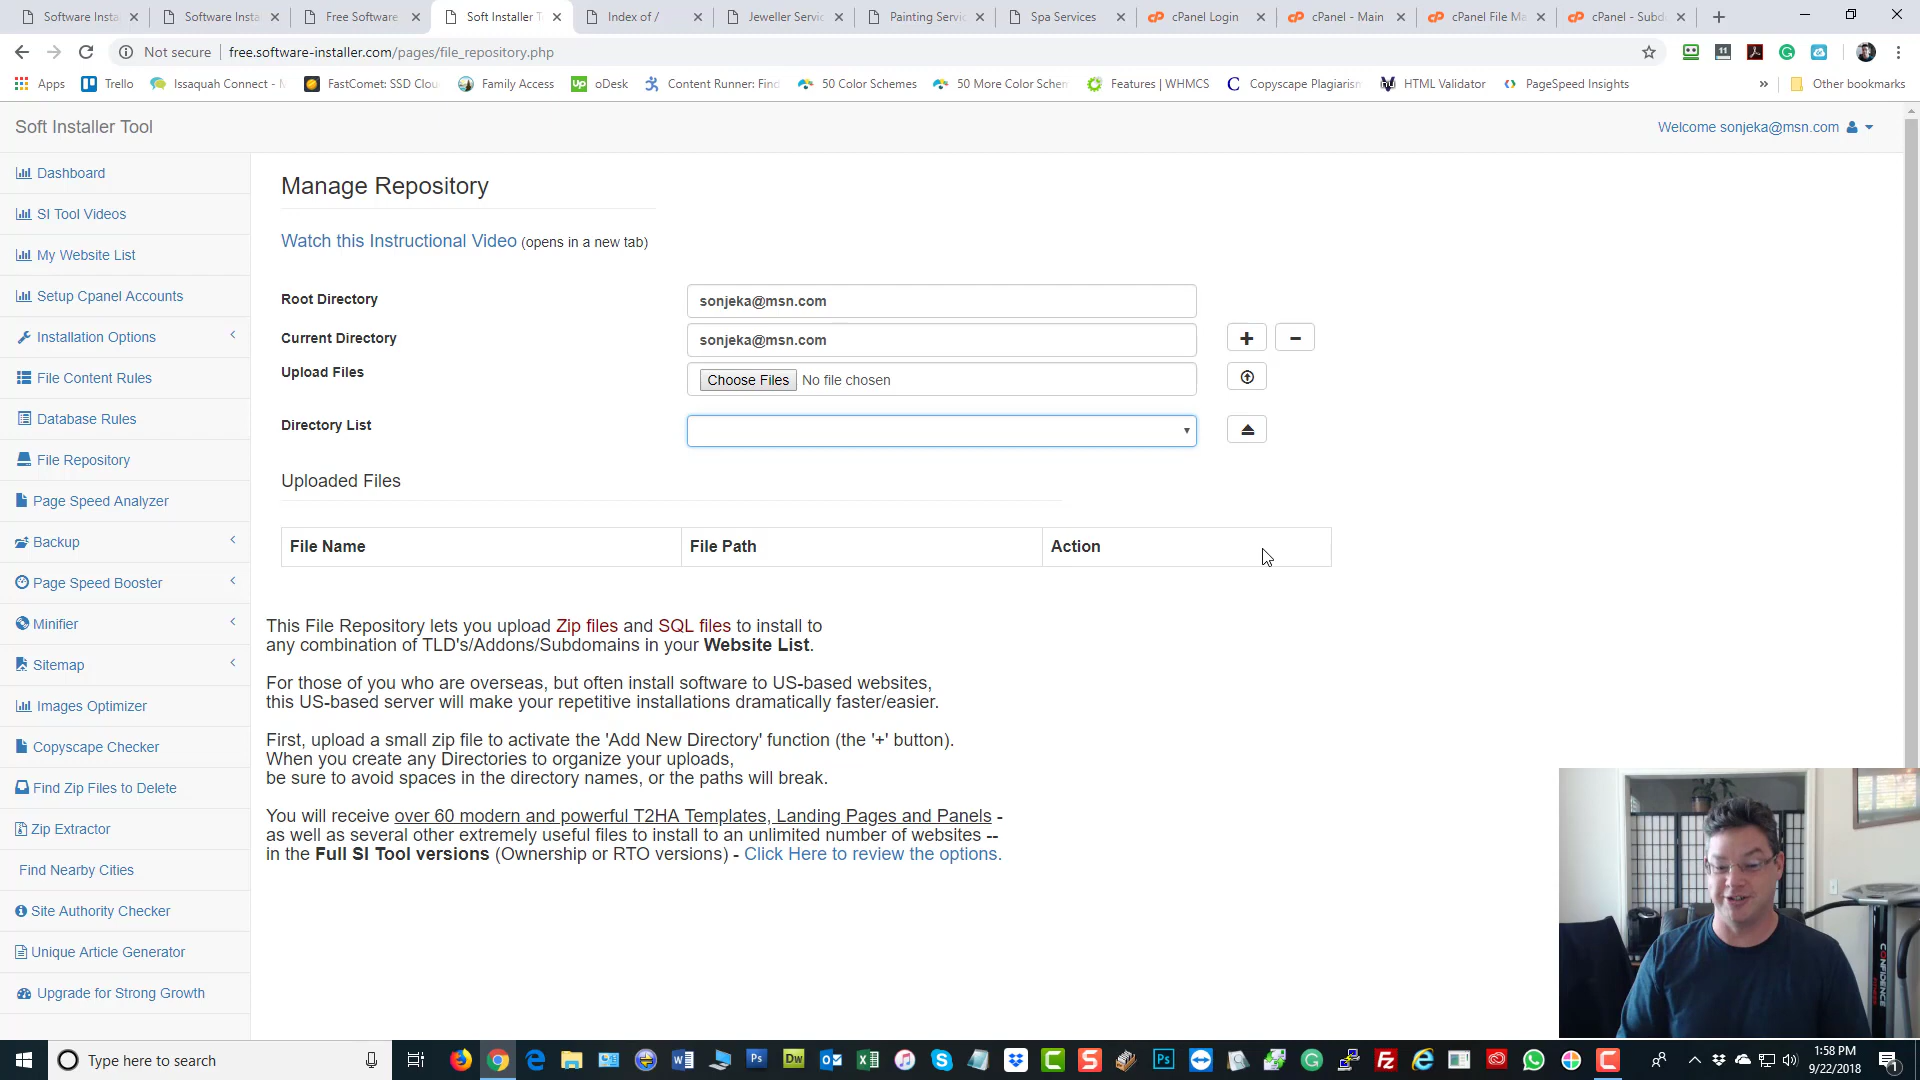 Software Insta
Software Insta
Free Software
Soft Installer T
Index of /
Jeweller Servic
Painting Servic
Spa Services
cPanel Login
cPanel - Main
cPanel File Ma
cPanel - Subd
Not secure
free.software-installer.com/pages/file_repository.php
Apps
Trello
Issaquah Connect -
FastComet: SSD Clou
Family Access
oDesk
Content Runner: Find
50 Color Schemes
50 More Color Schem
Features | WHMCS
Copyscape Plagiarism
HTML Validator
PageSpeed Insights
»
Other bookmarks
Soft Installer Tool
Welcome sonjeka@msn.com
Dashboard
SI Tool Videos
My Website List
Setup Cpanel Accounts
Installation Options
File Content Rules
Database Rules
File Repository
Page Speed Analyzer
Backup
Page Speed Booster
Minifier
Sitemap
Images Optimizer
Copyscape Checker
Find Zip Files to Delete
Zip Extractor
Find Nearby Cities
Site Authority Checker
Unique Article Generator
Upgrade for Strong Growth
Manage Repository
Watch this Instructional Video (opens in a new tab)
Root Directory
sonjeka@msn.com
Current Directory
sonjeka@msn.com
Upload Files
Choose Files No file chosen
Directory List
Uploaded Files
File Name File Path Action
This File Repository lets you upload Zip files and SQL files to install to
any combination of TLD's/Addons/Subdomains in your Website List.
For those of you who are overseas, but often install software to US-based websites,
this US-based server will make your repetitive installations dramatically faster/easier.
First, upload a small zip file to activate the 'Add New Directory' function (the '+' button).
When you create any Directories to organize your uploads,
be sure to avoid spaces in the directory names, or the paths will break.
You will receive over 60 modern and powerful T2HA Templates, Landing Pages and Panels -
as well as several other extremely useful files to install to an unlimited number of websites --
in the Full SI Tool versions (Ownership or RTO versions) - Click Here to review the options.
Type here to search
1:58 PM
9/22/2018